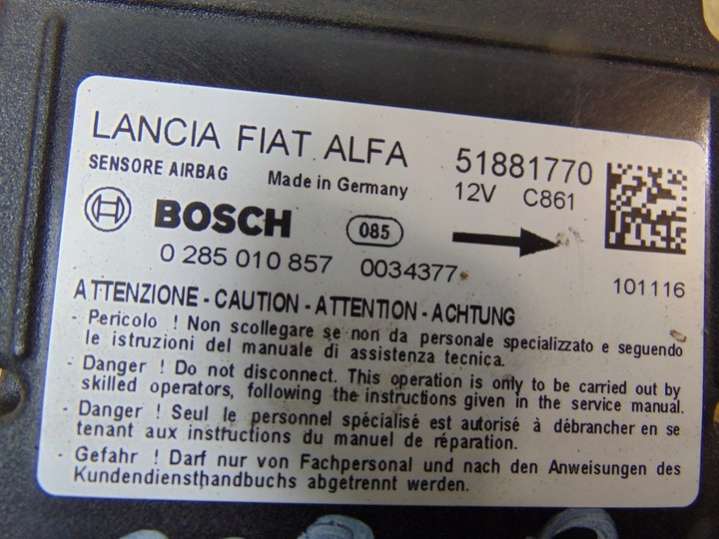 LANCIA FIAT ALFA 51881770
SENSORE AIRBAG Made in Germany 12V C861
BOSCH 085
0 285 010 857 0034377
101116
ATTENZIONE - CAUTION - ATTENTION - ACHTUNG
- Pericolo ! Non scollegare se non da personale specializzato e seguendo
le istruzioni del manuale di assistenza tecnica.
- Danger ! Do not disconnect. This operation is only to be carried out by
skilled operators, following the instructions given in the service manual.
- Danger ! Seul le personnel spécialisé est autorisé à débrancher en se
tenant aux instructions du manuel de réparation.
- Gefahr ! Darf nur von Fachpersonal und nach den Anweisungen des
Kundendiensthandbuchs abgetrennt werden.